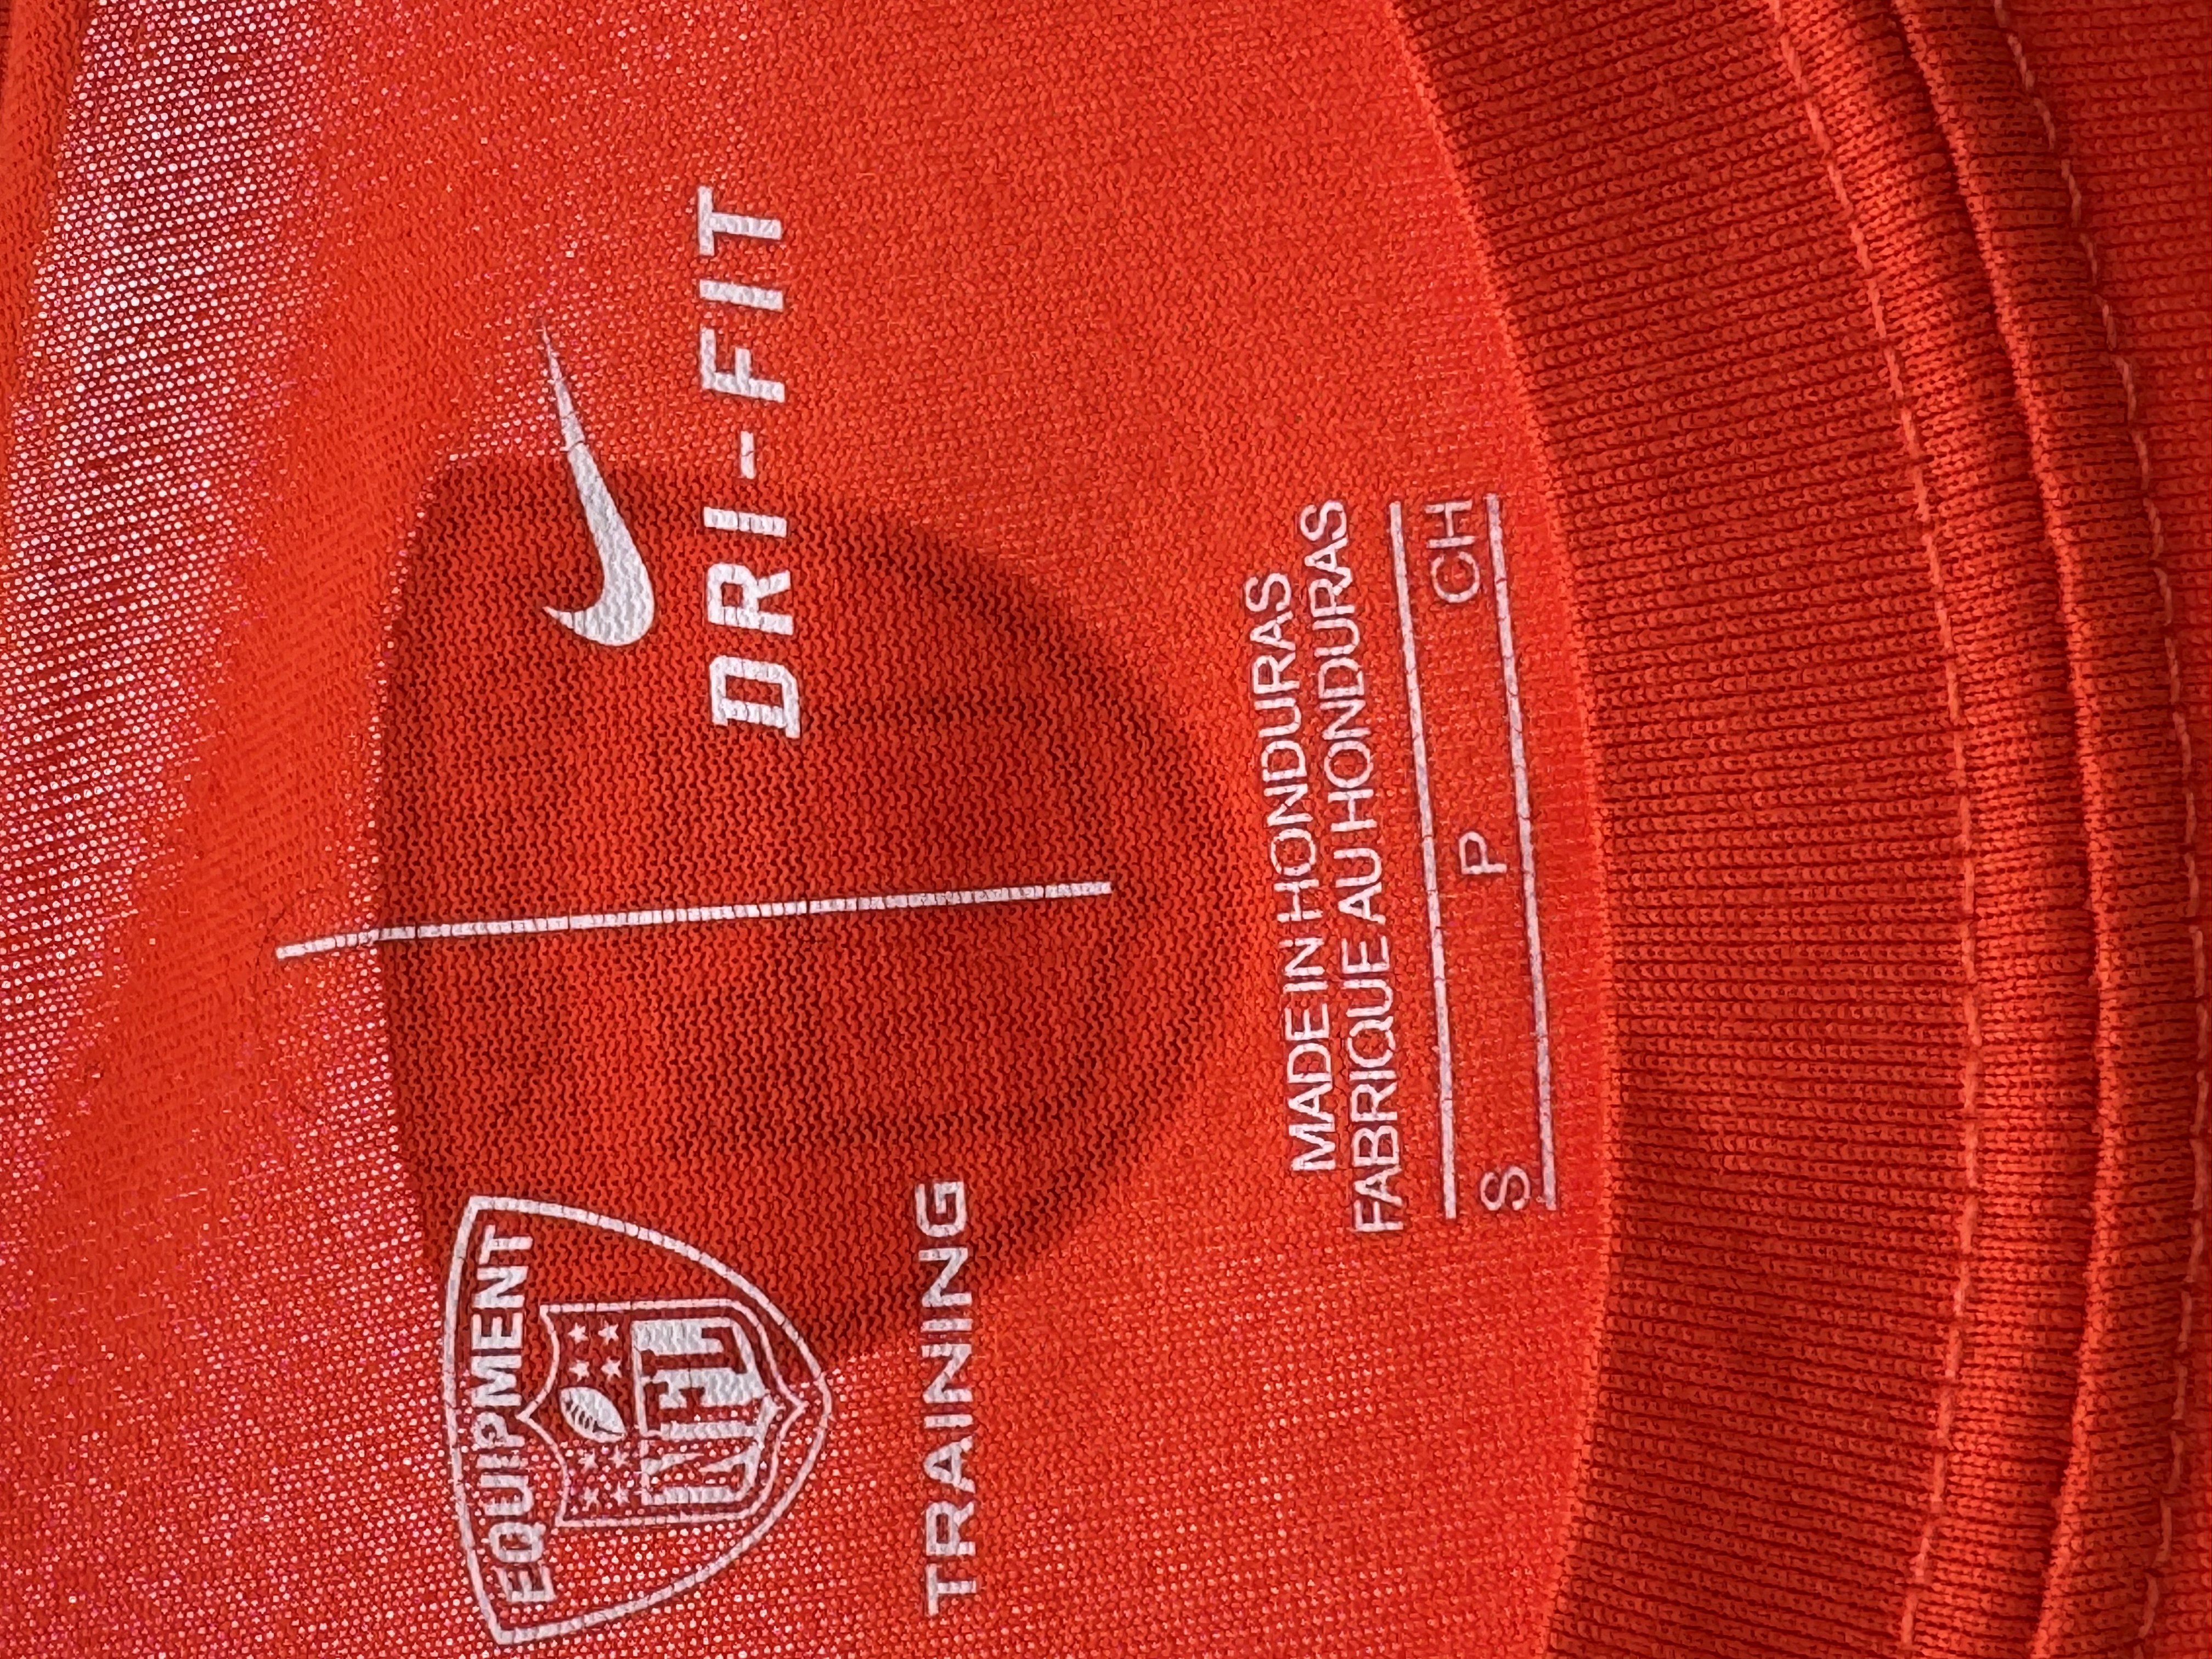 EQUIPMENT
NFL
TRAINING
DRI-FIT
MADE IN HONDURAS
FABRIQUE AU HONDURAS
S P CH